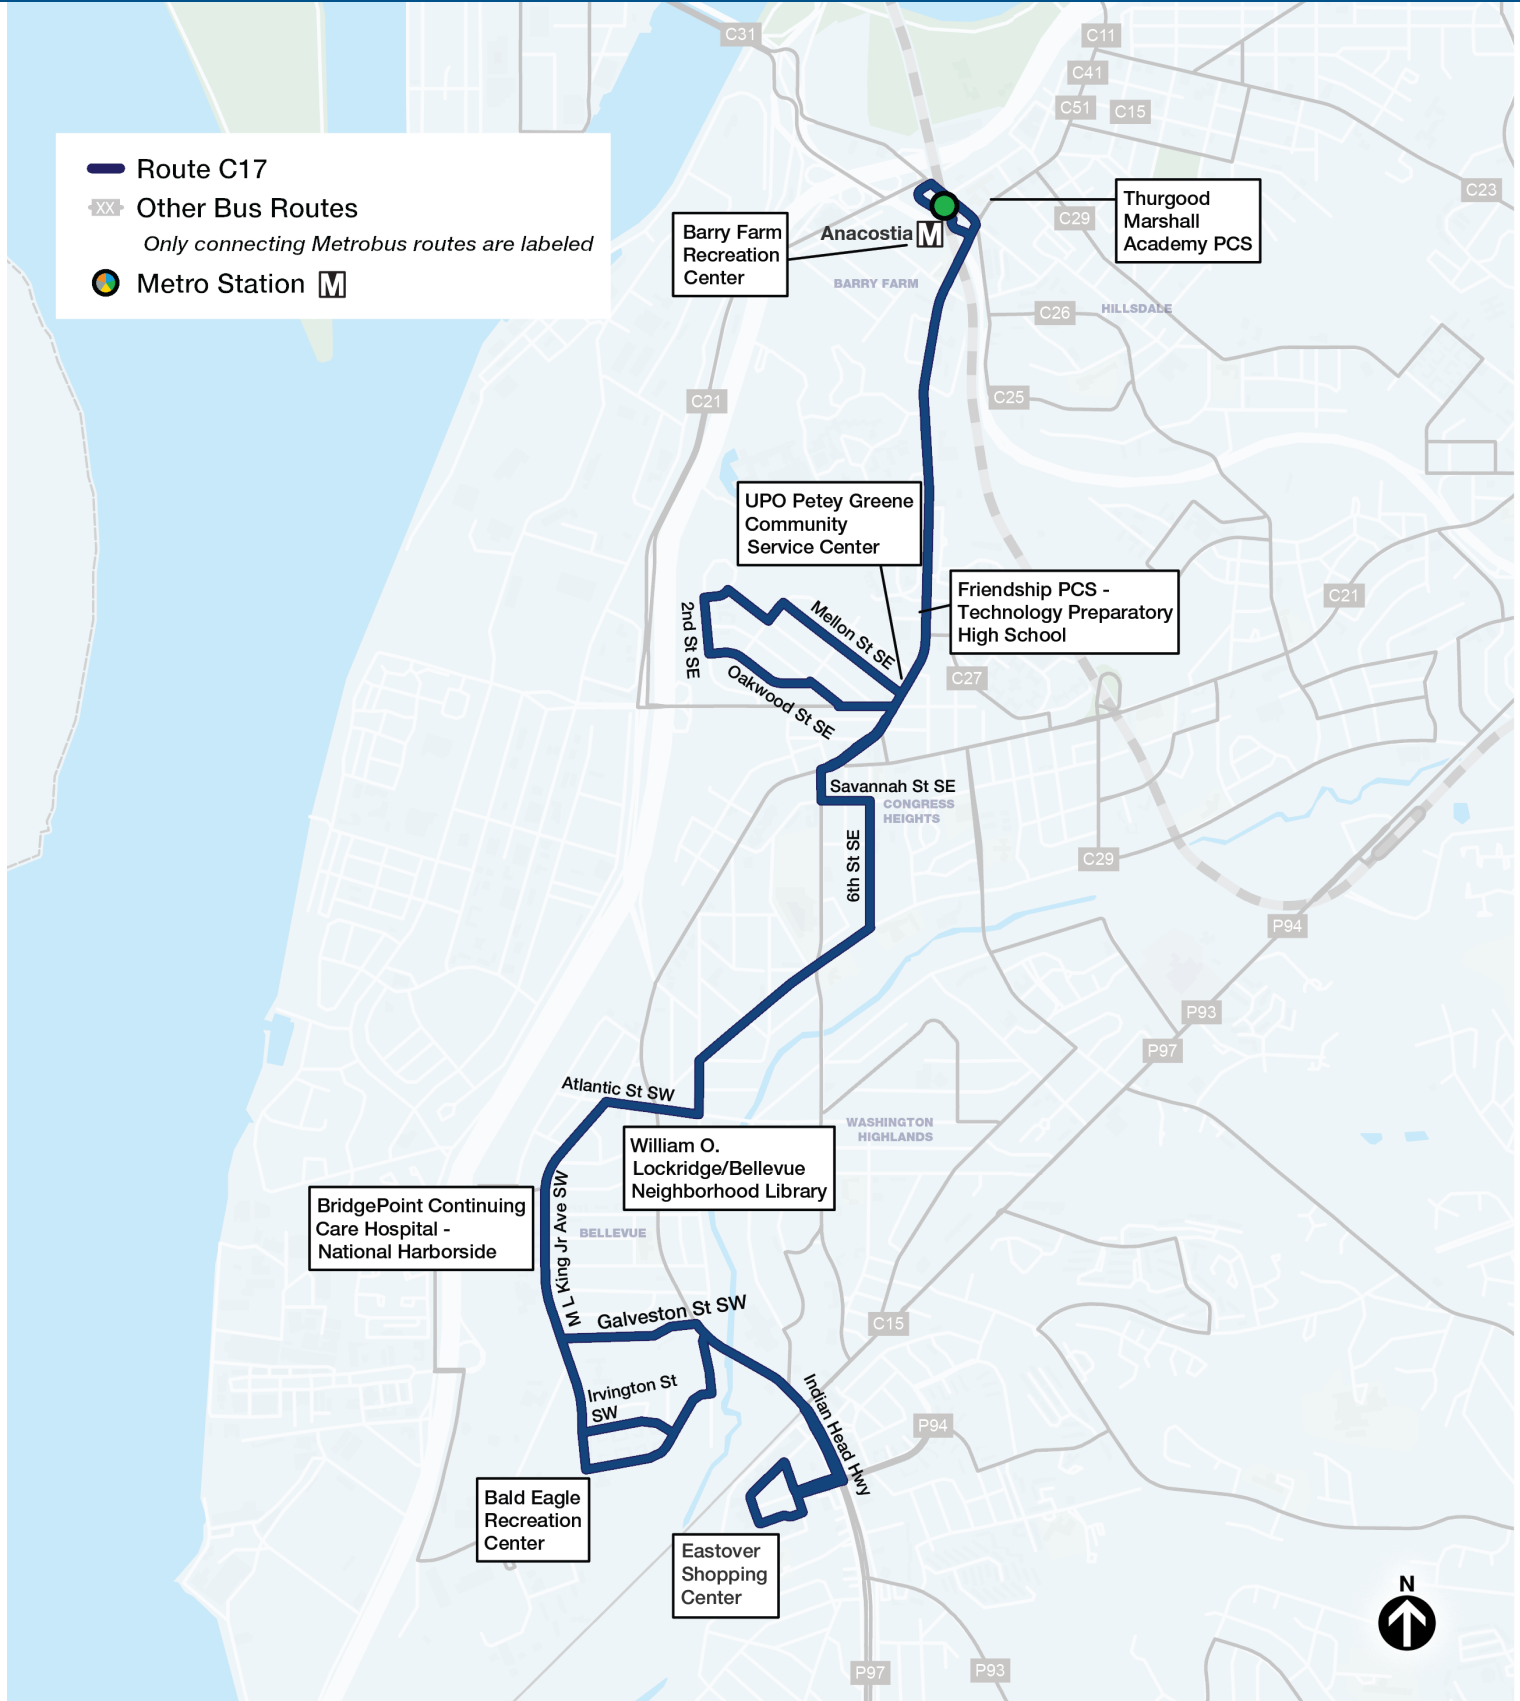 C31
C11
C41
C51
C15
Route C17
XX
Other Bus Routes
Only connecting Metrobus routes are labeled
Metro Station M
C23
Thurgood
Marshall
Academy PCS
C29
Barry Farm
Recreation
Center
Anacostia M
BARRY FARM
C26
HILLSDALE
C21
C25
UPO Petey Greene
Community
Service Center
Friendship PCS -
Technology Preparatory
High School
C21
2nd St SE
Mellon St SE
C27
Oakwood St SE
Savannah St SE
CONGRESS
HEIGHTS
6th St SE
C29
P94
P93
P97
Atlantic St SW
WASHINGTON
HIGHLANDS
William O.
Lockridge/Bellevue
Neighborhood Library
BridgePoint Continuing
Care Hospital -
National Harborside
M L King Jr Ave SW
BELLEVUE
Galveston St SW
C15
Irvington St
SW
Indian Head Hwy
P94
Bald Eagle
Recreation
Center
Eastover
Shopping
Center
N
P97
P93